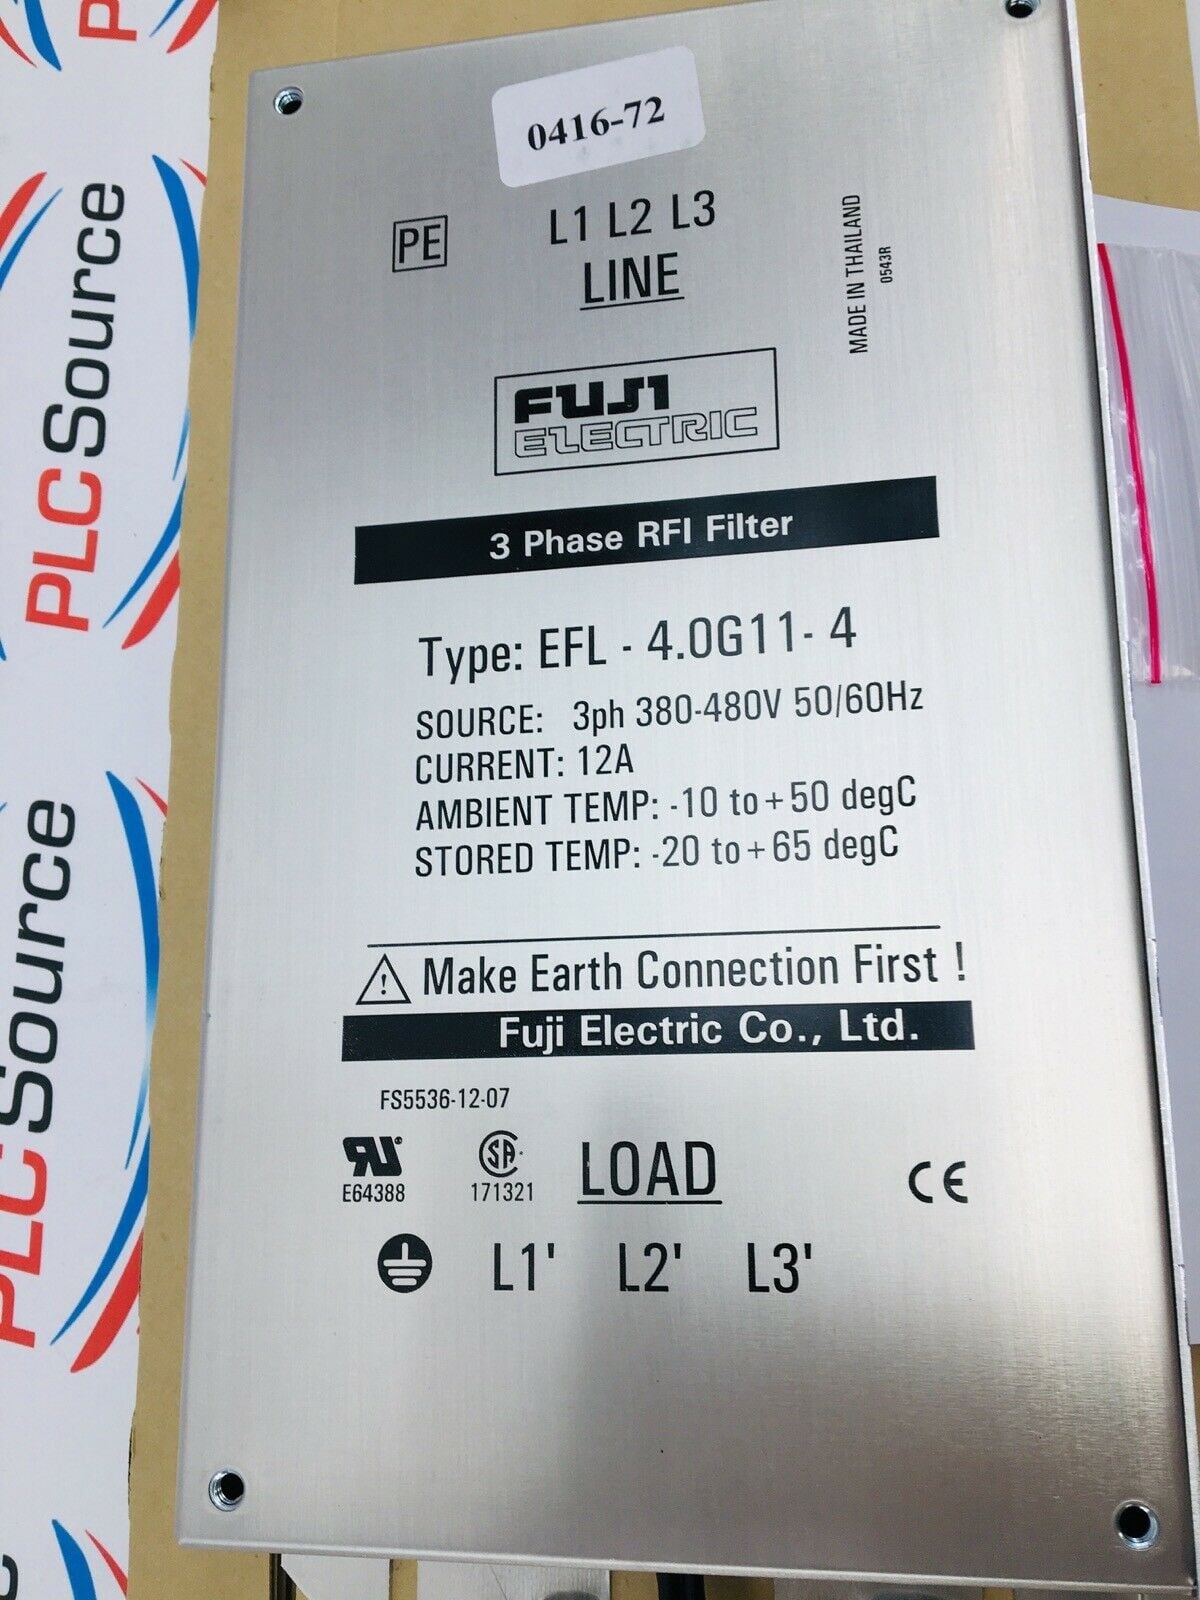 0416-72
PE
L1 L2 L3
LINE
MADE IN THAILAND
0543R
FUJI
ELECTRIC
3 Phase RFI Filter
Type: EFL - 4.0G11- 4
SOURCE: 3ph 380-480V 50/60Hz
CURRENT: 12A
AMBIENT TEMP: -10 to +50 degC
STORED TEMP: -20 to +65 degC
Make Earth Connection First !
Fuji Electric Co., Ltd.
FS5536-12-07
E64388
SA
171321
LOAD
CE
L1' L2' L3'
PLCSource
PLCSource
PLC